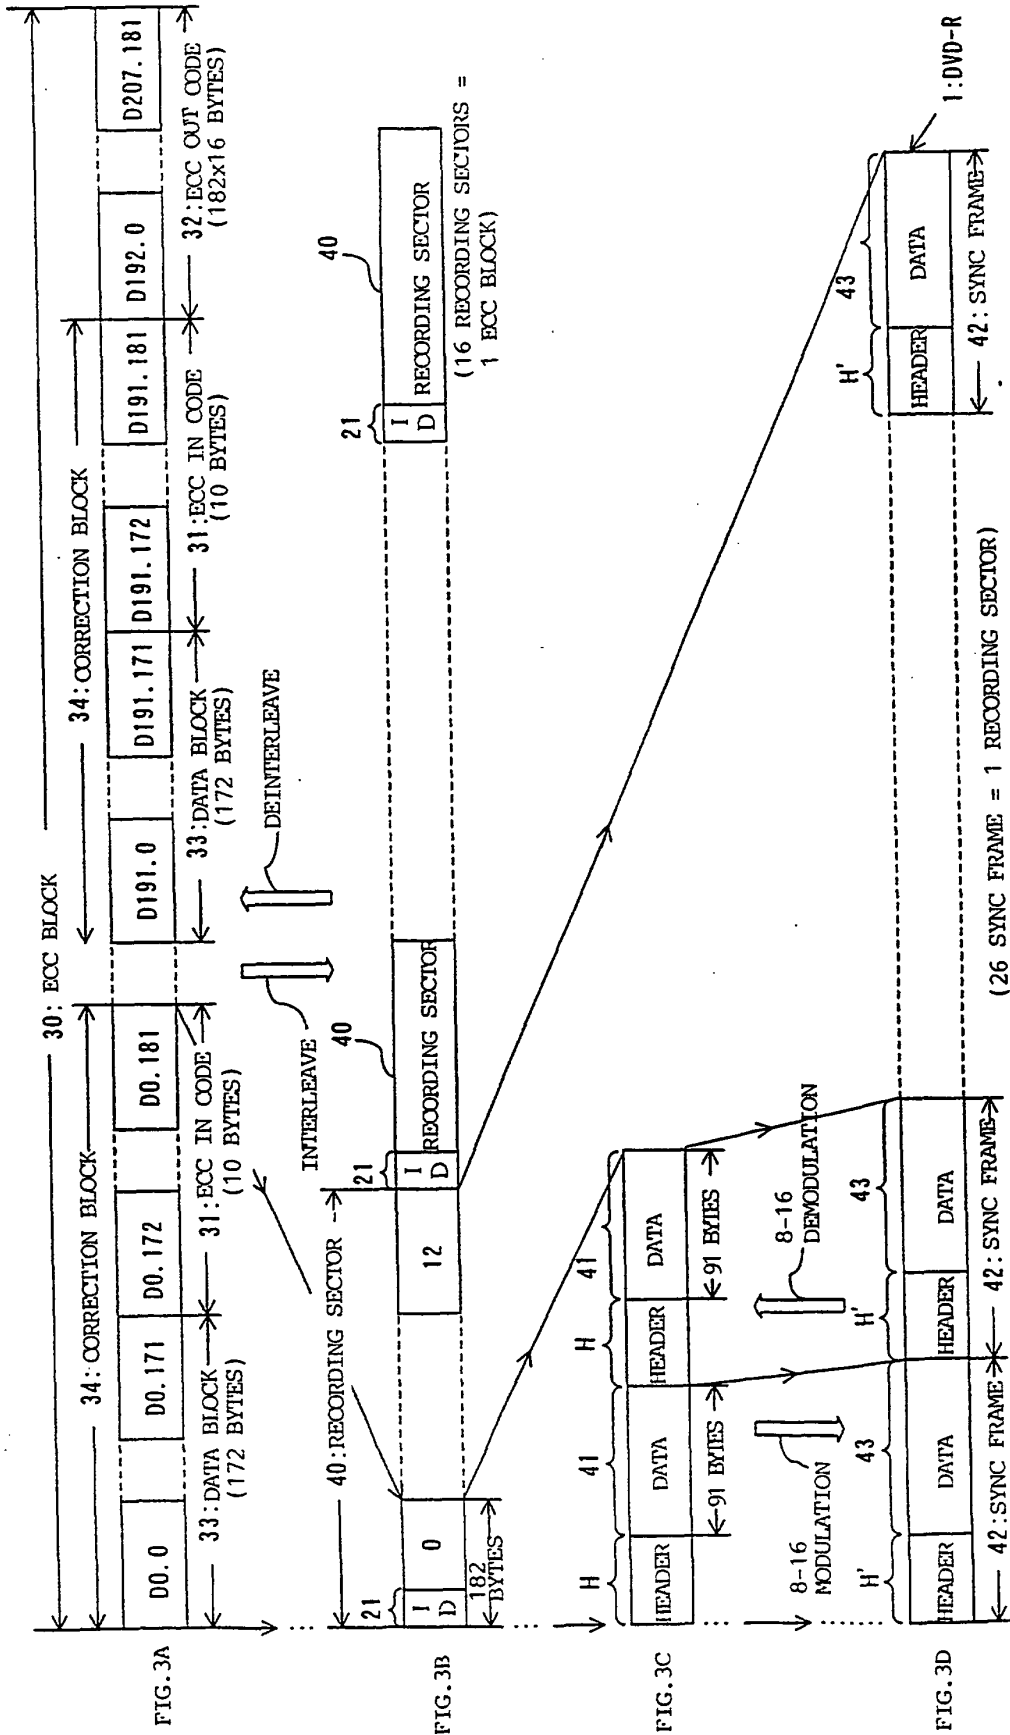 FIG.3A
30: ECC BLOCK
34: CORRECTION BLOCK
34: CORRECTION BLOCK
D0.0
D0.171
D0.172
D0.181
D191.0
D191.171
D191.172
D191.181
D192.0
D207.181
33: DATA BLOCK
(172 BYTES)
31: ECC IN CODE
(10 BYTES)
33: DATA BLOCK
(172 BYTES)
31: ECC IN CODE
(10 BYTES)
32: ECC OUT CODE
(182x16 BYTES)
INTERLEAVE
DEINTERLEAVE
FIG.3B
40: RECORDING SECTOR
21
I
D
0
12
182
BYTES
21
I
D
40
RECORDING SECTOR
21
I
D
40
RECORDING SECTOR
(16 RECORDING SECTORS =
1 ECC BLOCK)
FIG.3C
H
41
H
41
HEADER
DATA
HEADER
DATA
91 BYTES
91 BYTES
8-16
MODULATION
8-16
DEMODULATION
FIG.3D
H'
43
H'
43
H'
43
HEADER
DATA
HEADER
DATA
HEADER
DATA
1:DVD-R
42:SYNC FRAME
42:SYNC FRAME
42:SYNC FRAME
(26 SYNC FRAME = 1 RECORDING SECTOR)